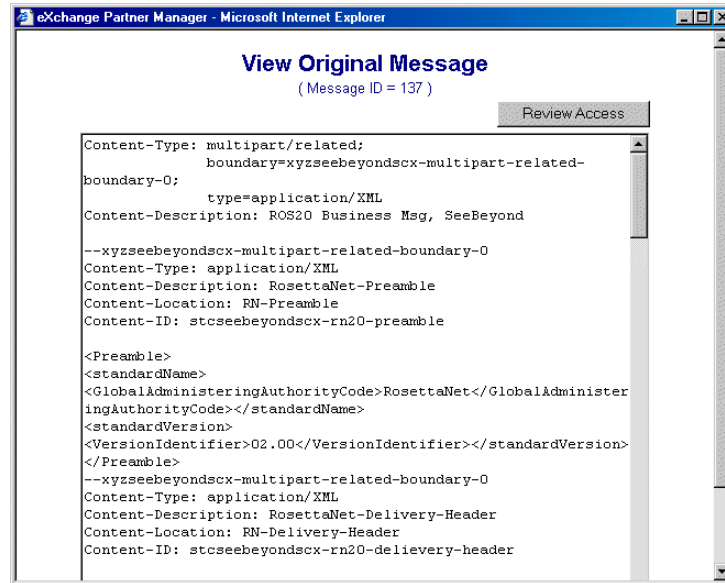 eXchange Partner Manager - Microsoft Internet Explorer
View Original Message
( Message ID = 137 )
Review Access
Content-Type: multipart/related;
boundary=xyzseebeyondscx-multipart-related-
boundary-0;
type=application/XML
Content-Description: ROS20 Business Msg, SeeBeyond
--xyzseebeyondscx-multipart-related-boundary-0
Content-Type: application/XML
Content-Description: RosettaNet-Preamble
Content-Location: RN-Preamble
Content-ID: stcseebeyondscx-rn20-preamble
<Preamble>
<standardName>
<GlobalAdministeringAuthorityCode>RosettaNet</GlobalAdminister
ingAuthorityCode></standardName>
<standardVersion>
<VersionIdentifier>02.00</VersionIdentifier></standardVersion>
</Preamble>
--xyzseebeyondscx-multipart-related-boundary-0
Content-Type: application/XML
Content-Description: RosettaNet-Delivery-Header
Content-Location: RN-Delivery-Header
Content-ID: stcseebeyondscx-rn20-delievery-header